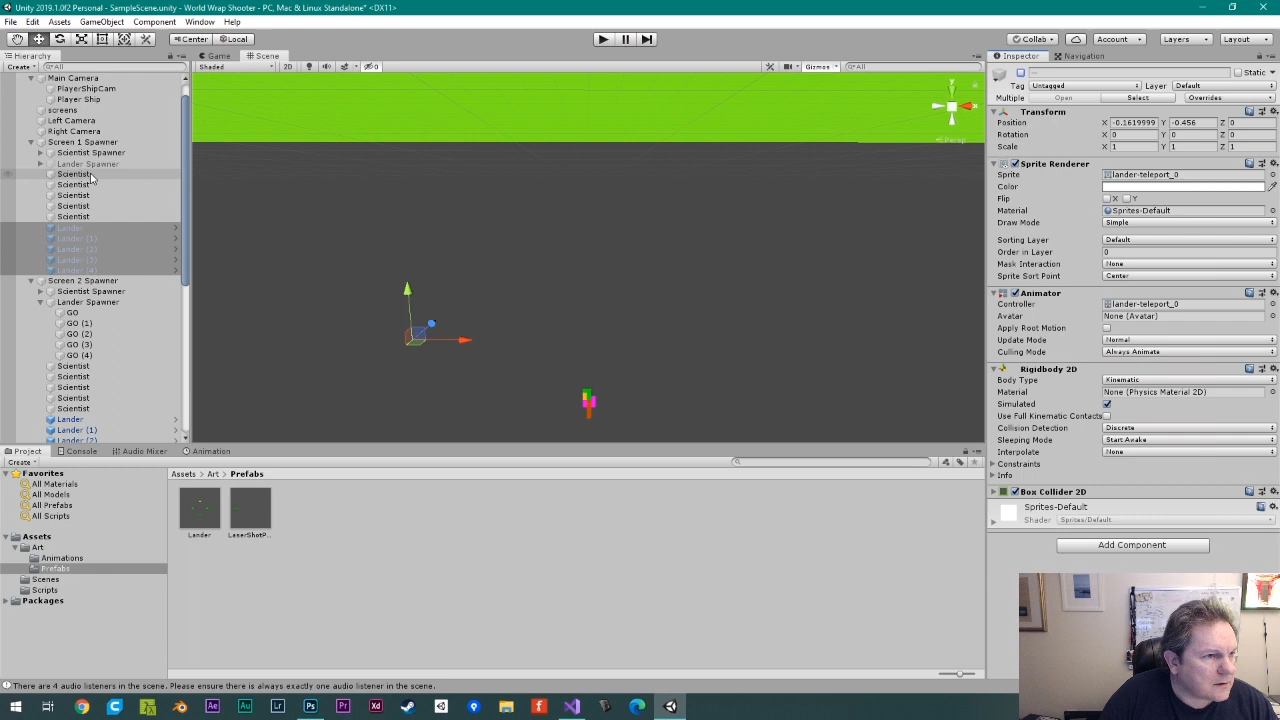 Unity 2019.1.0f2 Personal - SampleScene.unity - World Wrap Shooter - PC, Mac & Linux Standalone* <DX11>
File Edit Assets GameObject Component Window Help
Center Local Collab Account Layers Layout
Hierarchy Game Scene Inspector Navigation
Create All Shaded 2D Gizmos All Static
Main Camera
PlayerShipCam
Player Ship
screens
Left Camera
Right Camera
Screen 1 Spawner
Scientist Spawner
Lander Spawner
Scientist
Scientist
Scientist
Scientist
Scientist
Lander
Lander (1)
Lander (2)
Lander (3)
Lander (4)
Screen 2 Spawner
Scientist Spawner
Lander Spawner
GO
GO (1)
GO (2)
GO (3)
GO (4)
Scientist
Scientist
Scientist
Scientist
Scientist
Lander
Lander (1)
Lander (2)
y
x
Persp
Tag Untagged Layer Default
Multiple Open Select Overrides
Transform
Position X -0.1619999 Y -0.456 Z 0
Rotation X 0 Y 0 Z 0
Scale X 1 Y 1 Z 1
Sprite Renderer
Sprite lander-teleport_0
Color
Flip X Y
Material Sprites-Default
Draw Mode Simple
Sorting Layer Default
Order in Layer 0
Mask Interaction None
Sprite Sort Point Center
Animator
Controller lander-teleport_0
Avatar None (Avatar)
Apply Root Motion
Update Mode Normal
Culling Mode Always Animate
Rigidbody 2D
Body Type Kinematic
Material None (Physics Material 2D)
Simulated
Use Full Kinematic Contacts
Collision Detection Discrete
Sleeping Mode Start Awake
Interpolate None
Constraints
Info
Box Collider 2D
Sprites-Default
Shader Sprites/Default
Add Component
Project Console Audio Mixer Animation
Create
Favorites
All Materials
All Models
All Prefabs
All Scripts
Assets
Art
Animations
Prefabs
Scenes
Scripts
Packages
Assets Art Prefabs
Lander LaserShotP...
There are 4 audio listeners in the scene. Please ensure there is always exactly one audio listener in the scene.
Ae Au Lr Ps Pr Xd